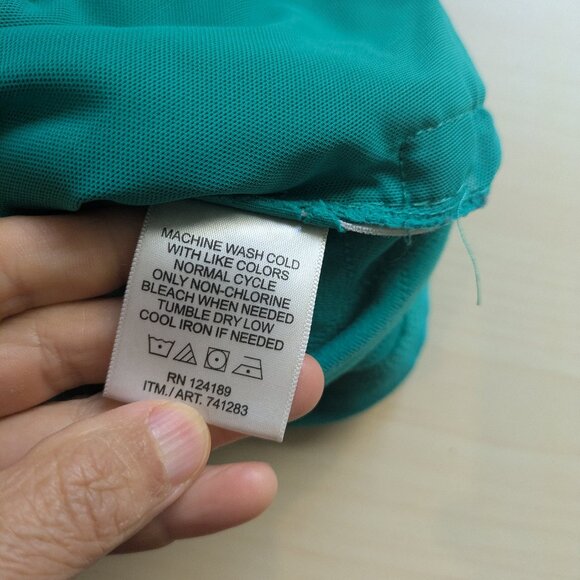 MACHINE WASH COLD
WITH LIKE COLORS
NORMAL CYCLE
ONLY NON-CHLORINE
BLEACH WHEN NEEDED
TUMBLE DRY LOW
COOL IRON IF NEEDED
RN 124189
ITM./ ART. 741283